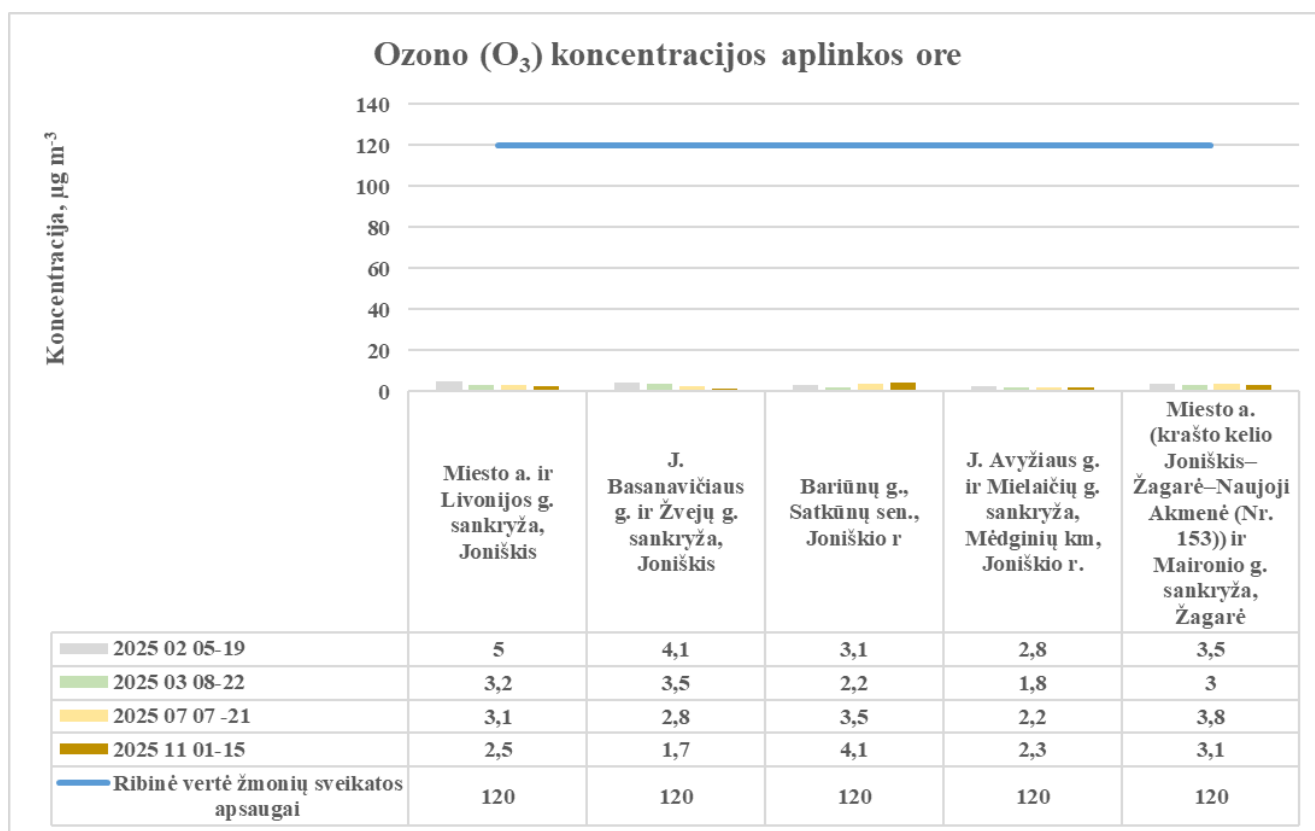 Ozono (O₃) koncentracijos aplinkos ore
Koncentracija, µg m⁻³
140
120
100
80
60
40
20
0
Miesto a. ir
Livonijos g.
sankryža,
Joniškis
J.
Basanavičiaus
g. ir Žvejų g.
sankryža,
Joniškis
Bariūnų g.,
Satkūnų sen.,
Joniškio r
J. Avyžiaus g.
ir Mielaičių g.
sankryža,
Mėdginių km,
Joniškio r.
Miesto a.
(krašto kelio
Joniškis–
Žagarė–Naujoji
Akmenė (Nr.
153)) ir
Maironio g.
sankryža,
Žagarė
2025 02 05-19 5 4,1 3,1 2,8 3,5
2025 03 08-22 3,2 3,5 2,2 1,8 3
2025 07 07 -21 3,1 2,8 3,5 2,2 3,8
2025 11 01-15 2,5 1,7 4,1 2,3 3,1
Ribinė vertė žmonių sveikatos
apsaugai 120 120 120 120 120